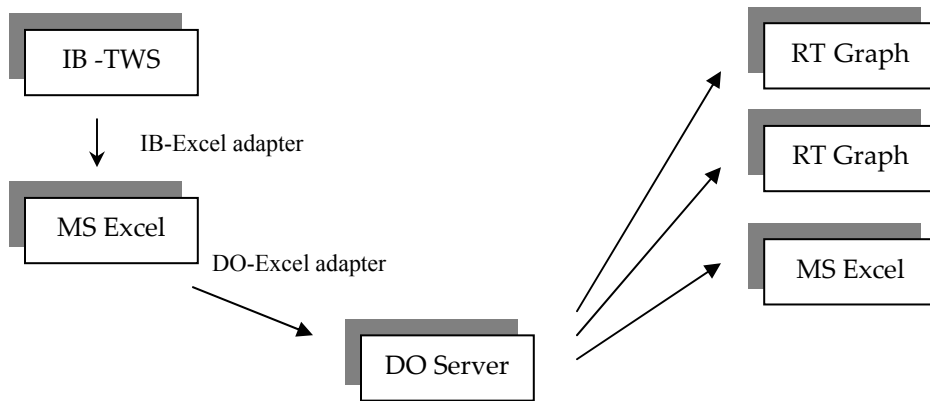 IB -TWS
RT Graph
IB-Excel adapter
RT Graph
MS Excel
DO-Excel adapter
MS Excel
DO Server